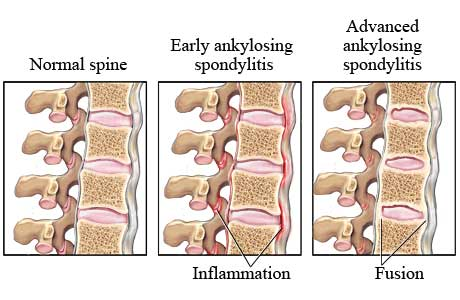 Normal spine
Early ankylosing
spondylitis
Advanced
ankylosing
spondylitis
Inflammation
Fusion